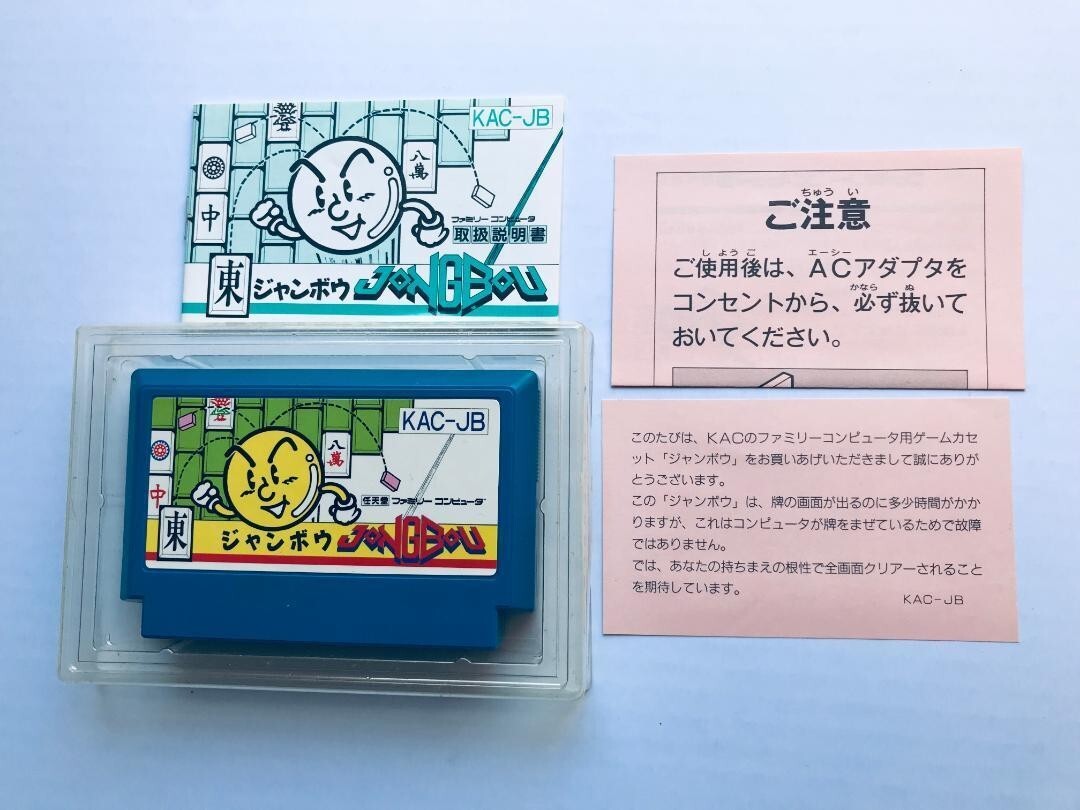 KAC-JB
八
萬
中
ファミリー コンピュータ
取扱説明書
東
ジャンボウ
JONGBOU
KAC-JB
八
萬
中
任天堂 ファミリー コンピュータ
東
ジャンボウ
JONGBOU
ちゅう い
ご注意
しようご
エーシー
ご使用後は、ACアダプタを
かなら ぬ
コンセントから、必ず抜いて
おいてください。
このたびは、KACのファミリーコンピュータ用ゲームカセ
ット「ジャンボウ」をお買いあげいただきまして誠にありが
とうございます。
この「ジャンボウ」は、牌の画面が出るのに多少時間がかか
りますが、これはコンピュータが牌をまぜているためで故障
ではありません。
では、あなたの持ちまえの根性で全画面クリアーされること
を期待しています。
KAC-JB